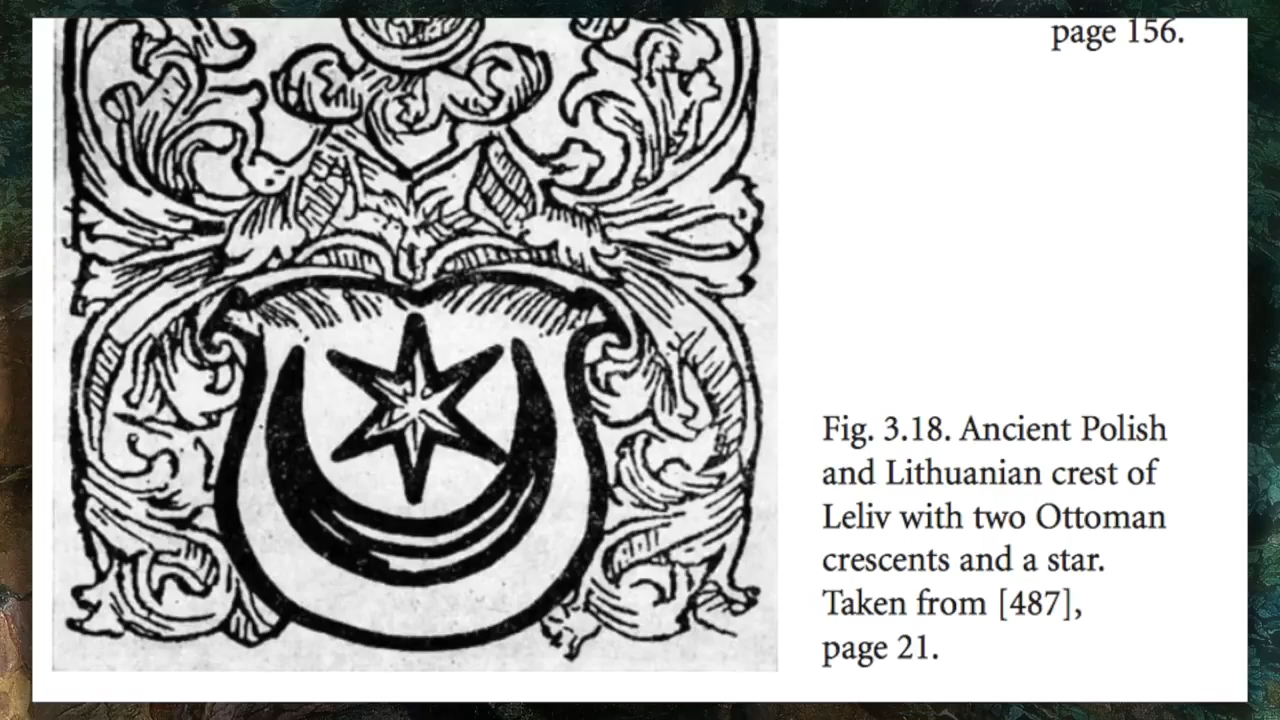 page 156.
Fig. 3.18. Ancient Polish
and Lithuanian crest of
Leliv with two Ottoman
crescents and a star.
Taken from [487],
page 21.